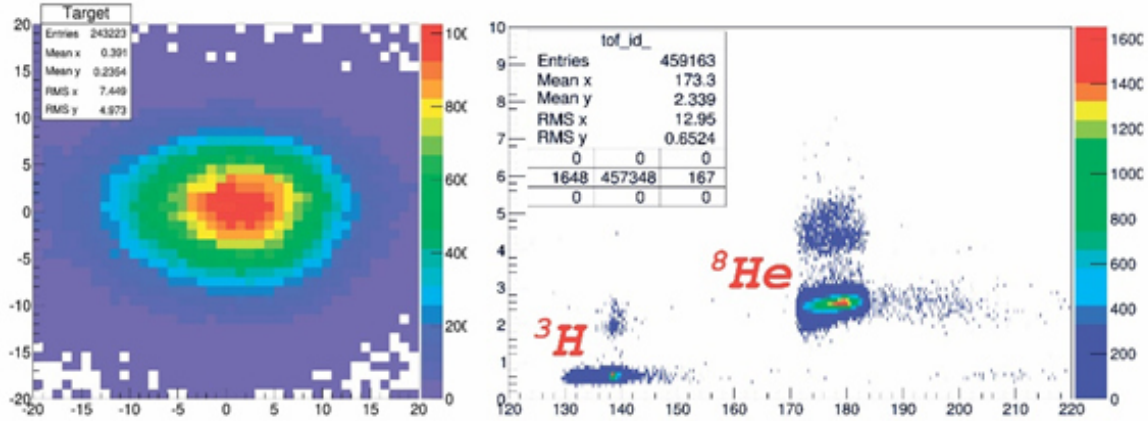 Target
Entries 243223
Mean x 0.391
Mean y 0.2354
RMS x 7.449
RMS y 4.973
20
15
10
5
0
-5
-10
-15
-20
-20 -15 -10 -5 0 5 10 15 20
100
800
600
400
200
0
tof_id_
Entries 459163
Mean x 173.3
Mean y 2.339
RMS x 12.95
RMS y 0.6524
0 0 0
1648 457348 167
0 0 0
10
9
8
7
6
5
4
3
2
1
0
⁸He
³H
120 130 140 150 160 170 180 190 200 210 220
1600
1400
1200
1000
800
600
400
200
0